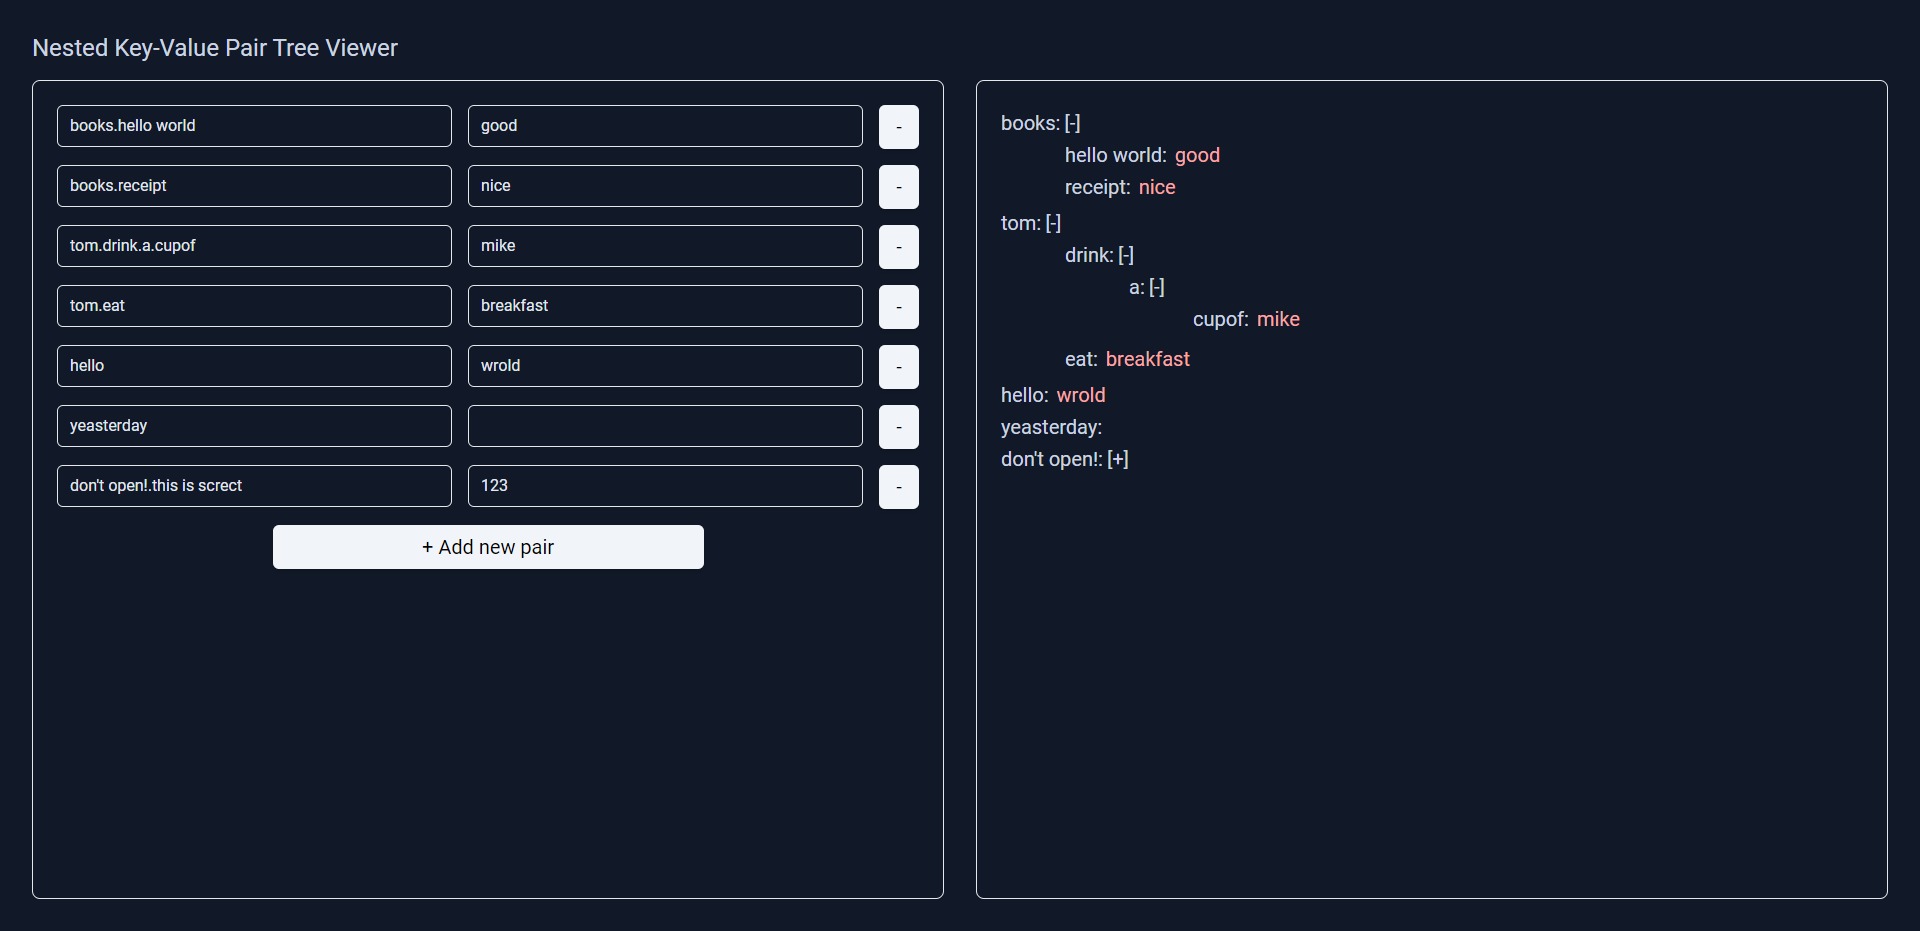 Nested Key-Value Pair Tree Viewer
books.hello world good -
books.receipt nice -
tom.drink.a.cupof mike -
tom.eat breakfast -
hello wrold -
yeasterday -
don't open!.this is screct 123 -
+ Add new pair
books: [-]
hello world: good
receipt: nice
tom: [-]
drink: [-]
a: [-]
cupof: mike
eat: breakfast
hello: wrold
yeasterday:
don't open!: [+]